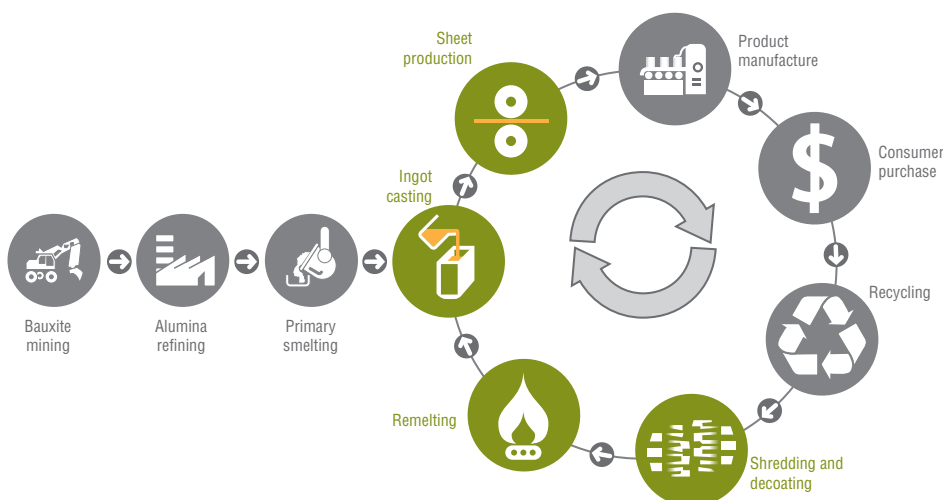 Sheet
production
Product
manufacture
Consumer
purchase
Ingot
casting
Bauxite
mining
Alumina
refining
Primary
smelting
Recycling
Remelting
Shredding and
decoating
$